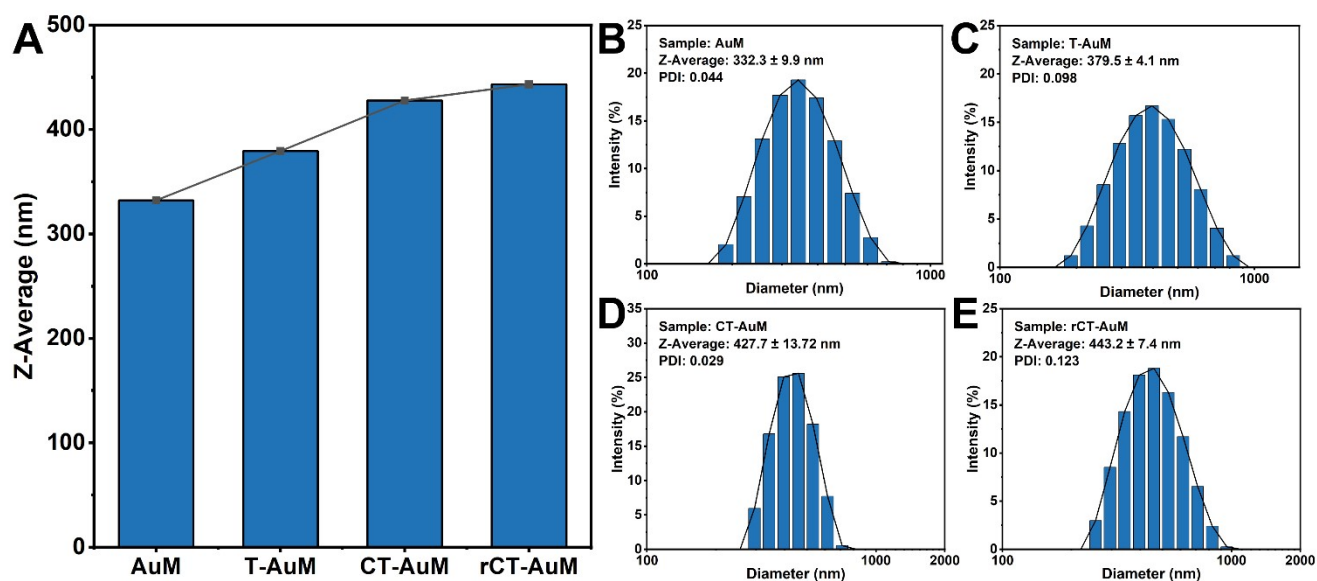 A
Z-Average (nm)
500
400
300
200
100
0
AuM T-AuM CT-AuM rCT-AuM
B
Sample: AuM
Z-Average: 332.3 ± 9.9 nm
PDI: 0.044
Intensity (%)
25
20
15
10
5
0
100 1000
Diameter (nm)
C
Sample: T-AuM
Z-Average: 379.5 ± 4.1 nm
PDI: 0.098
Intensity (%)
25
20
15
10
5
0
100 1000
Diameter (nm)
D
Sample: CT-AuM
Z-Average: 427.7 ± 13.72 nm
PDI: 0.029
Intensity (%)
35
30
25
20
15
10
5
0
100 1000 2000
Diameter (nm)
E
Sample: rCT-AuM
Z-Average: 443.2 ± 7.4 nm
PDI: 0.123
Intensity (%)
25
20
15
10
5
0
100 1000 2000
Diameter (nm)